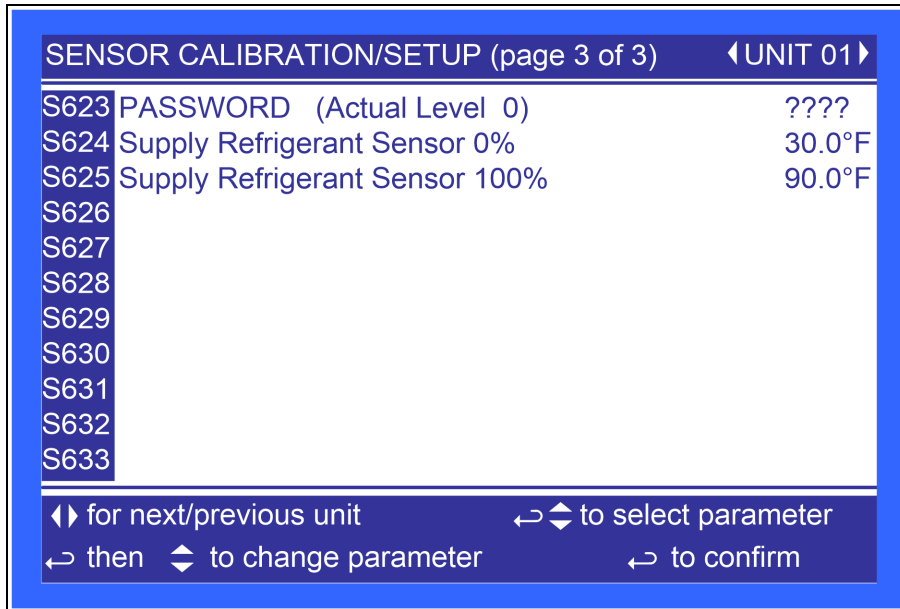 SENSOR CALIBRATION/SETUP (page 3 of 3) UNIT 01
S623 PASSWORD (Actual Level 0) ????
S624 Supply Refrigerant Sensor 0% 30.0°F
S625 Supply Refrigerant Sensor 100% 90.0°F
S626
S627
S628
S629
S630
S631
S632
S633
for next/previous unit to select parameter
then to change parameter to confirm